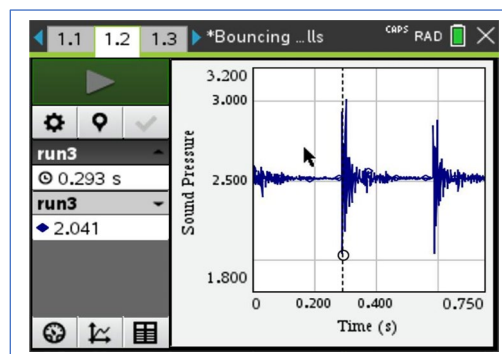 1.1 1.2 1.3 *Bouncing ...lls CAPS RAD
run3
0.293 s
run3
2.041
Sound Pressure
3.200
3.000
2.500
1.800
0 0.200 0.400 0.750
Time (s)